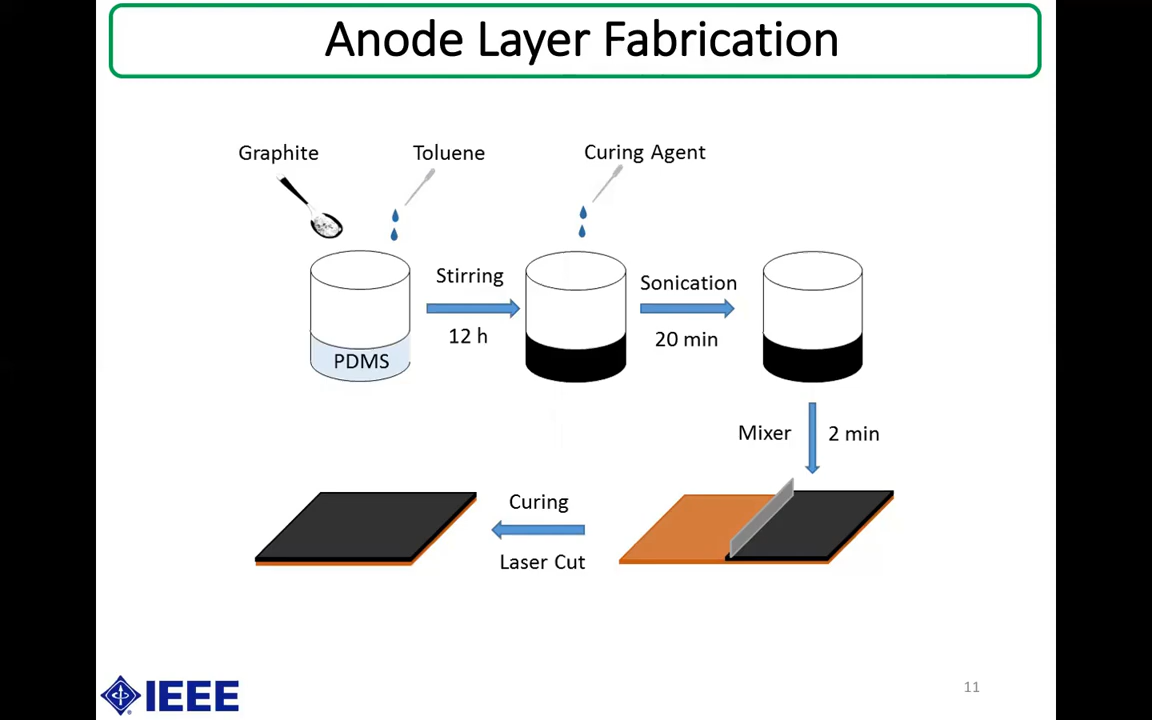 Anode Layer Fabrication
Graphite
Toluene
Curing Agent
Stirring
12 h
Sonication
20 min
PDMS
Mixer
2 min
Curing
Laser Cut
IEEE
11